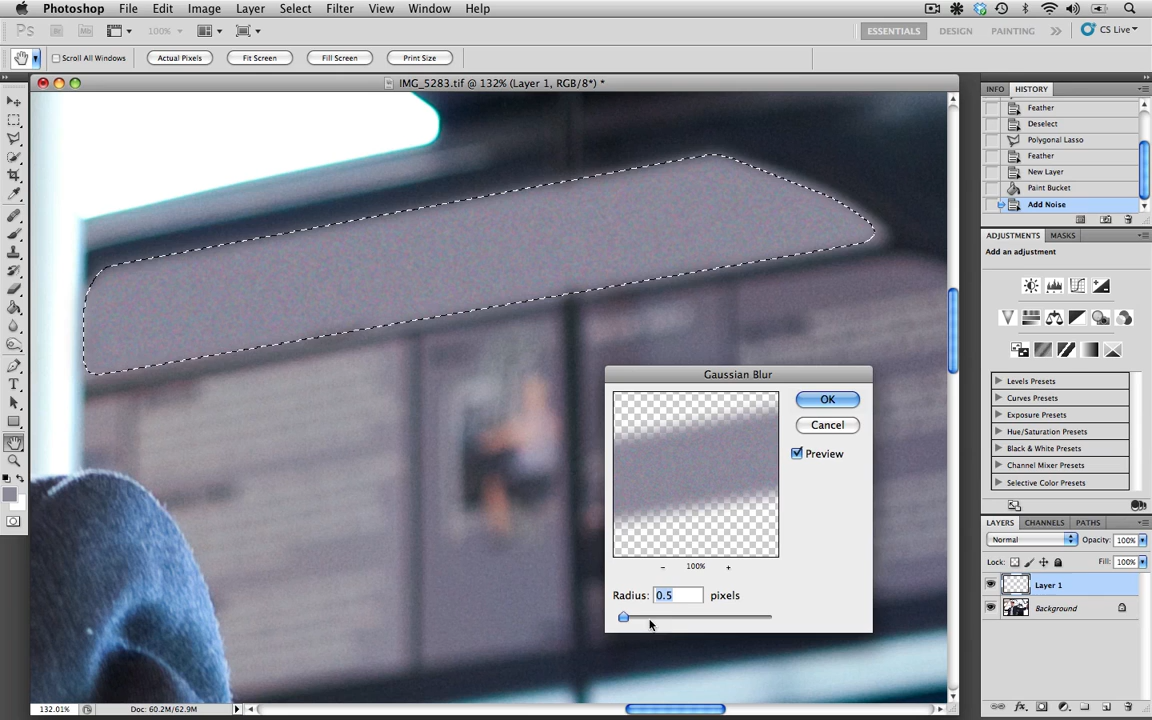 Photoshop File Edit Image Layer Select Filter View Window Help
Ps Br Mb 100% ESSENTIALS DESIGN PAINTING CS Live
Scroll All Windows Actual Pixels Fit Screen Fill Screen Print Size
IMG_5283.tif @ 132% (Layer 1, RGB/8*) *
INFO HISTORY
Feather
Deselect
Polygonal Lasso
Feather
New Layer
Paint Bucket
Add Noise
ADJUSTMENTS MASKS
Add an adjustment
Levels Presets
Curves Presets
Exposure Presets
Hue/Saturation Presets
Black & White Presets
Channel Mixer Presets
Selective Color Presets
LAYERS CHANNELS PATHS
Normal Opacity: 100%
Lock: Fill: 100%
Layer 1
Background
Gaussian Blur
OK
Cancel
Preview
100%
Radius: 0.5 pixels
132.01% Doc: 60.2M/62.9M